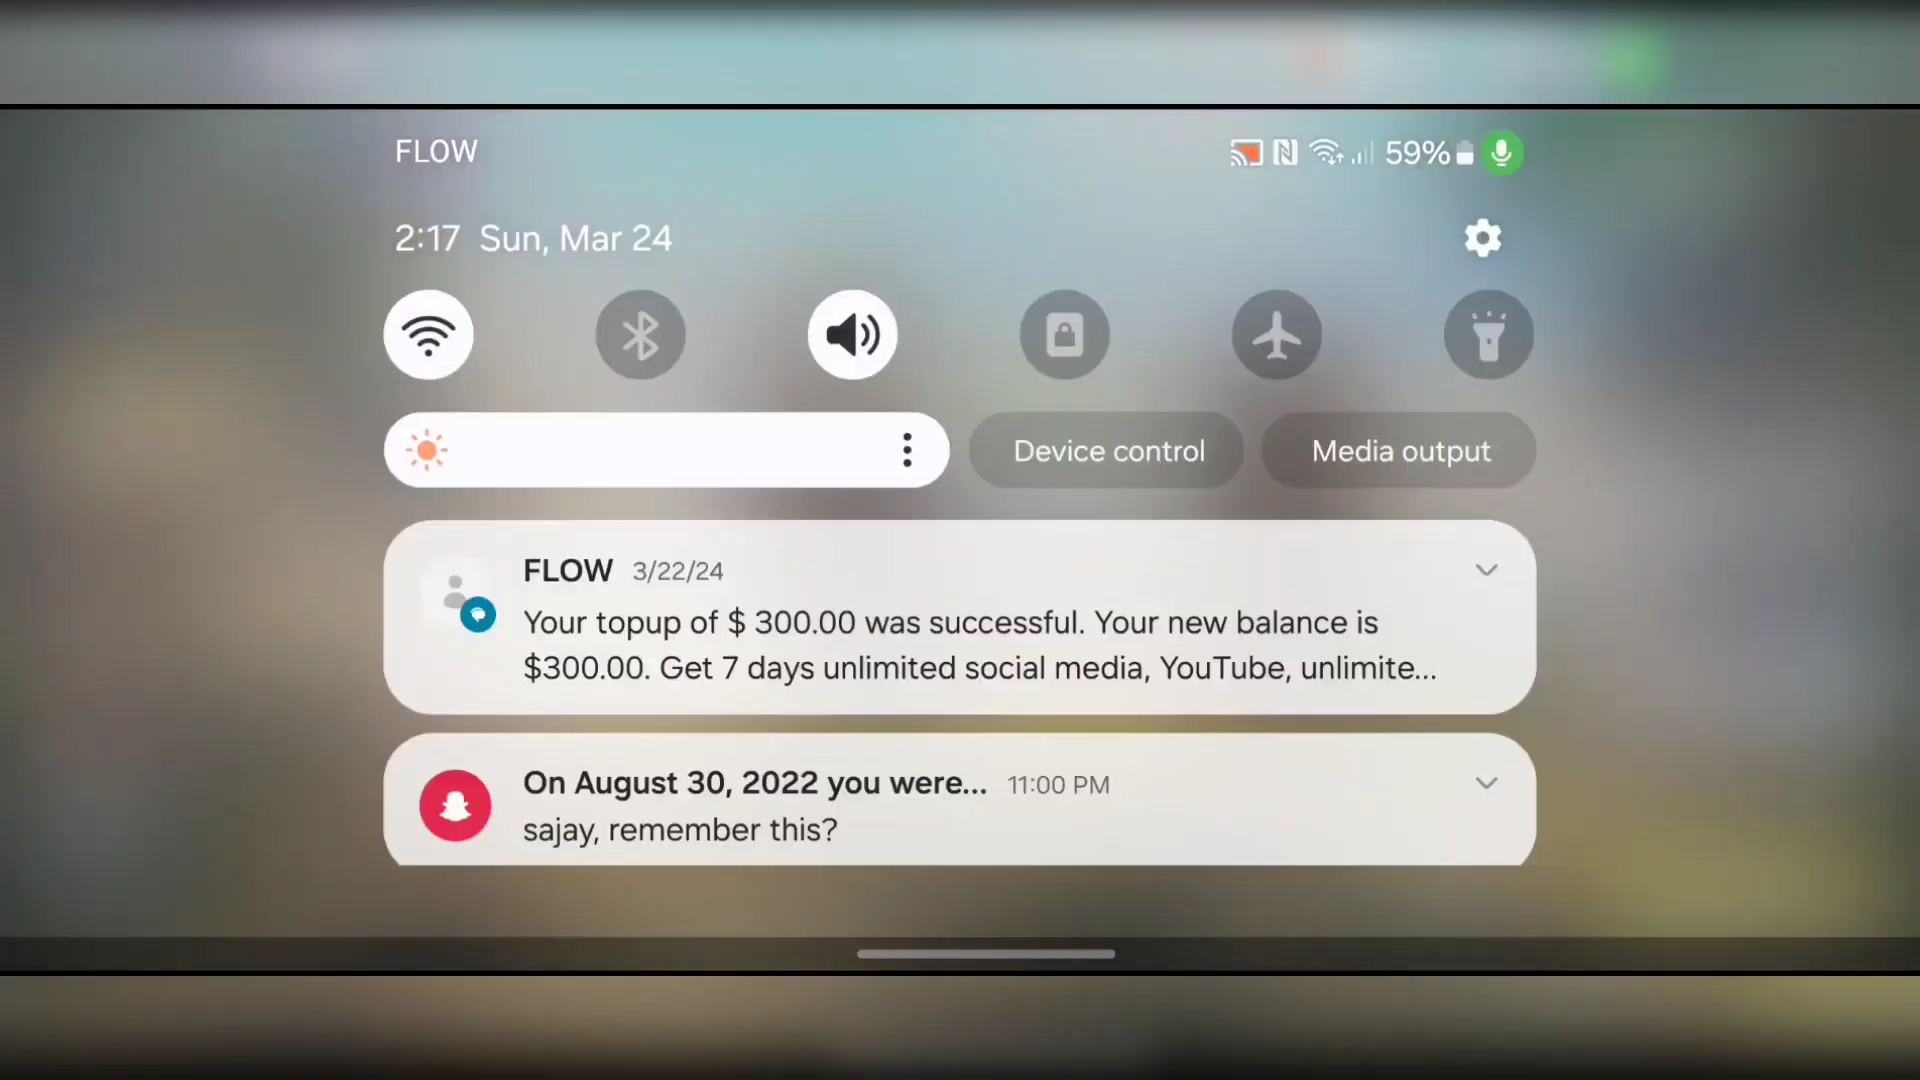 FLOW
59%
2:17 Sun, Mar 24
Device control
Media output
FLOW 3/22/24
Your topup of $ 300.00 was successful. Your new balance is
$300.00. Get 7 days unlimited social media, YouTube, unlimite...
On August 30, 2022 you were... 11:00 PM
sajay, remember this?